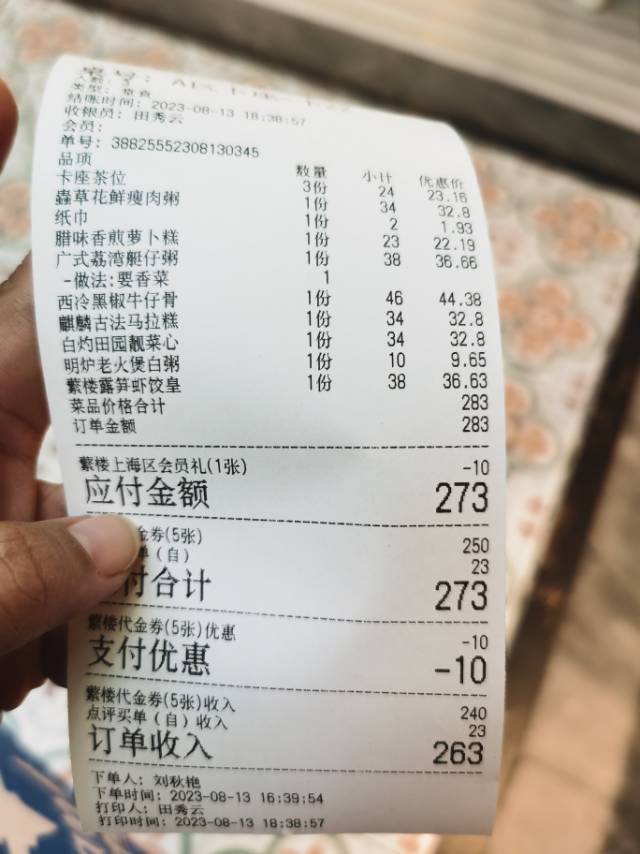 类型: 堂食
结账时间: 2023-08-13 18:38:57
收银员: 田秀云
会员:
单号: 38825552308130345
品项 数量 小计 优惠价
卡座茶位 3份 24 23.16
蟲草花鲜瘦肉粥 1份 34 32.8
纸巾 1份 2 1.93
腊味香煎萝卜糕 1份 23 22.19
广式荔湾艇仔粥 1份 38 36.66
-做法:要香菜 1
西冷黑椒牛仔骨 1份 46 44.38
麒麟古法马拉糕 1份 34 32.8
白灼田园靓菜心 1份 34 32.8
明炉老火煲白粥 1份 10 9.65
紫楼露笋虾饺皇 1份 38 36.63
菜品价格合计 283
订单金额 283
紫楼上海区会员礼(1张) -10
应付金额 273
金券(5张) 250
单(自) 23
付合计 273
紫楼代金券(5张)优惠 -10
支付优惠 -10
紫楼代金券(5张)收入 240
点评买单(自)收入 23
订单收入 263
下单人: 刘秋艳
下单时间: 2023-08-13 16:39:54
打印人: 田秀云
打印时间: 2023-08-13 18:38:57